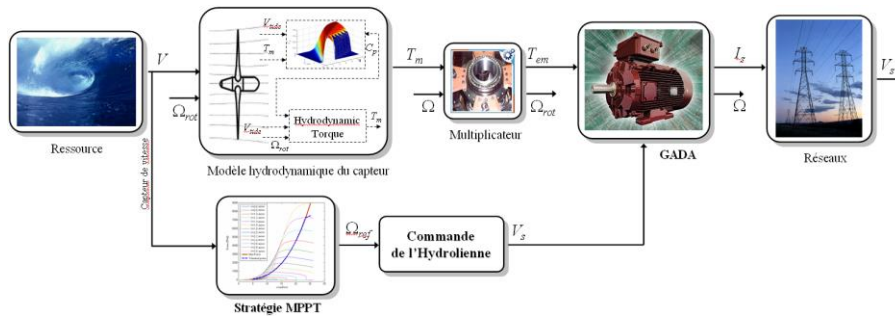 V
Ω_rot
Ressource
Capteur de vitesse
V_tide
T_m
C_p
V_tide
Ω_rot
Hydrodynamic
Torque
T_m
Modèle hydrodynamique du capteur
T_m
Ω
Multiplicateur
T_em
Ω_rot
GADA
I_s
Ω
Réseaux
V_s
Stratégie MPPT
Ω_ref
Commande
de l'Hydrolienne
V_s